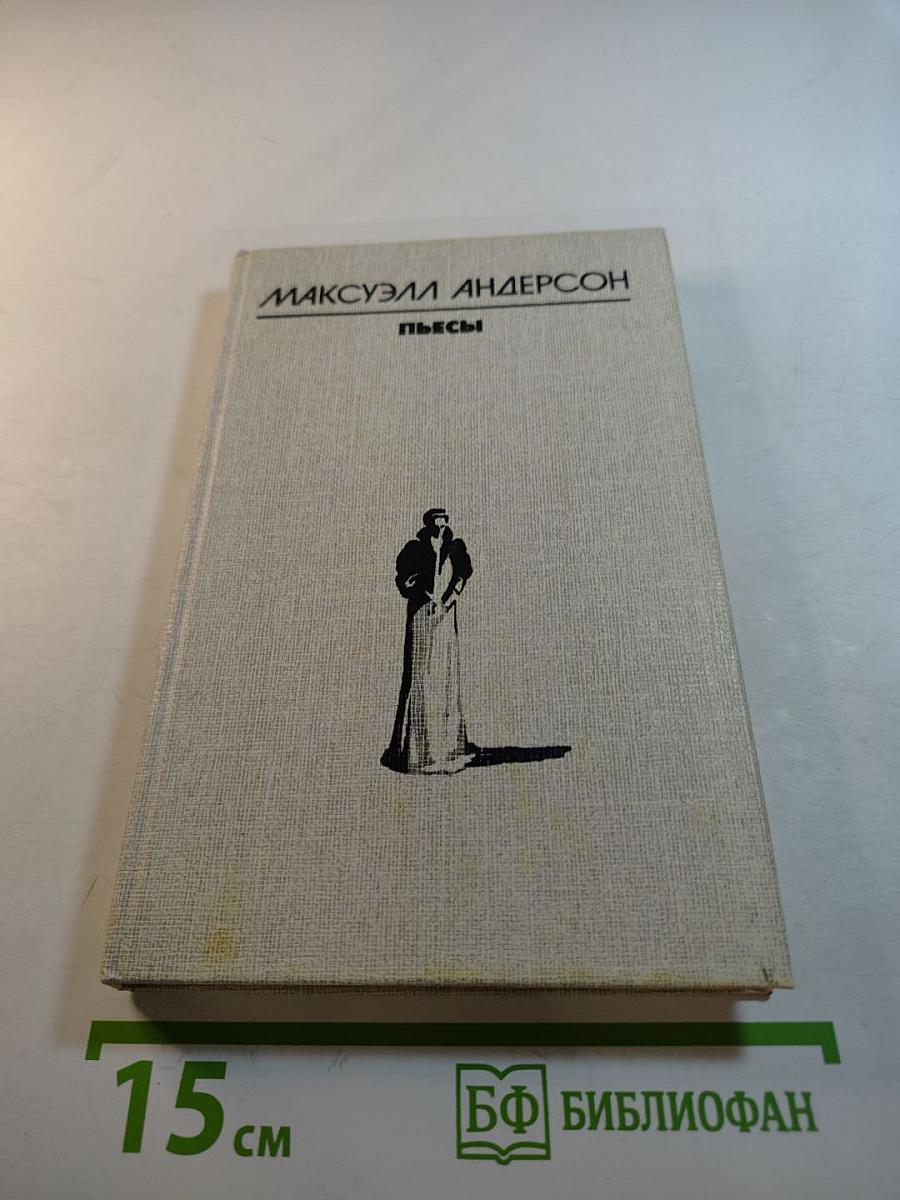 МАКСУЭЛЛ АНДЕРСОН
ПЬЕСЫ
15 см
БФ БИБЛИОФАН